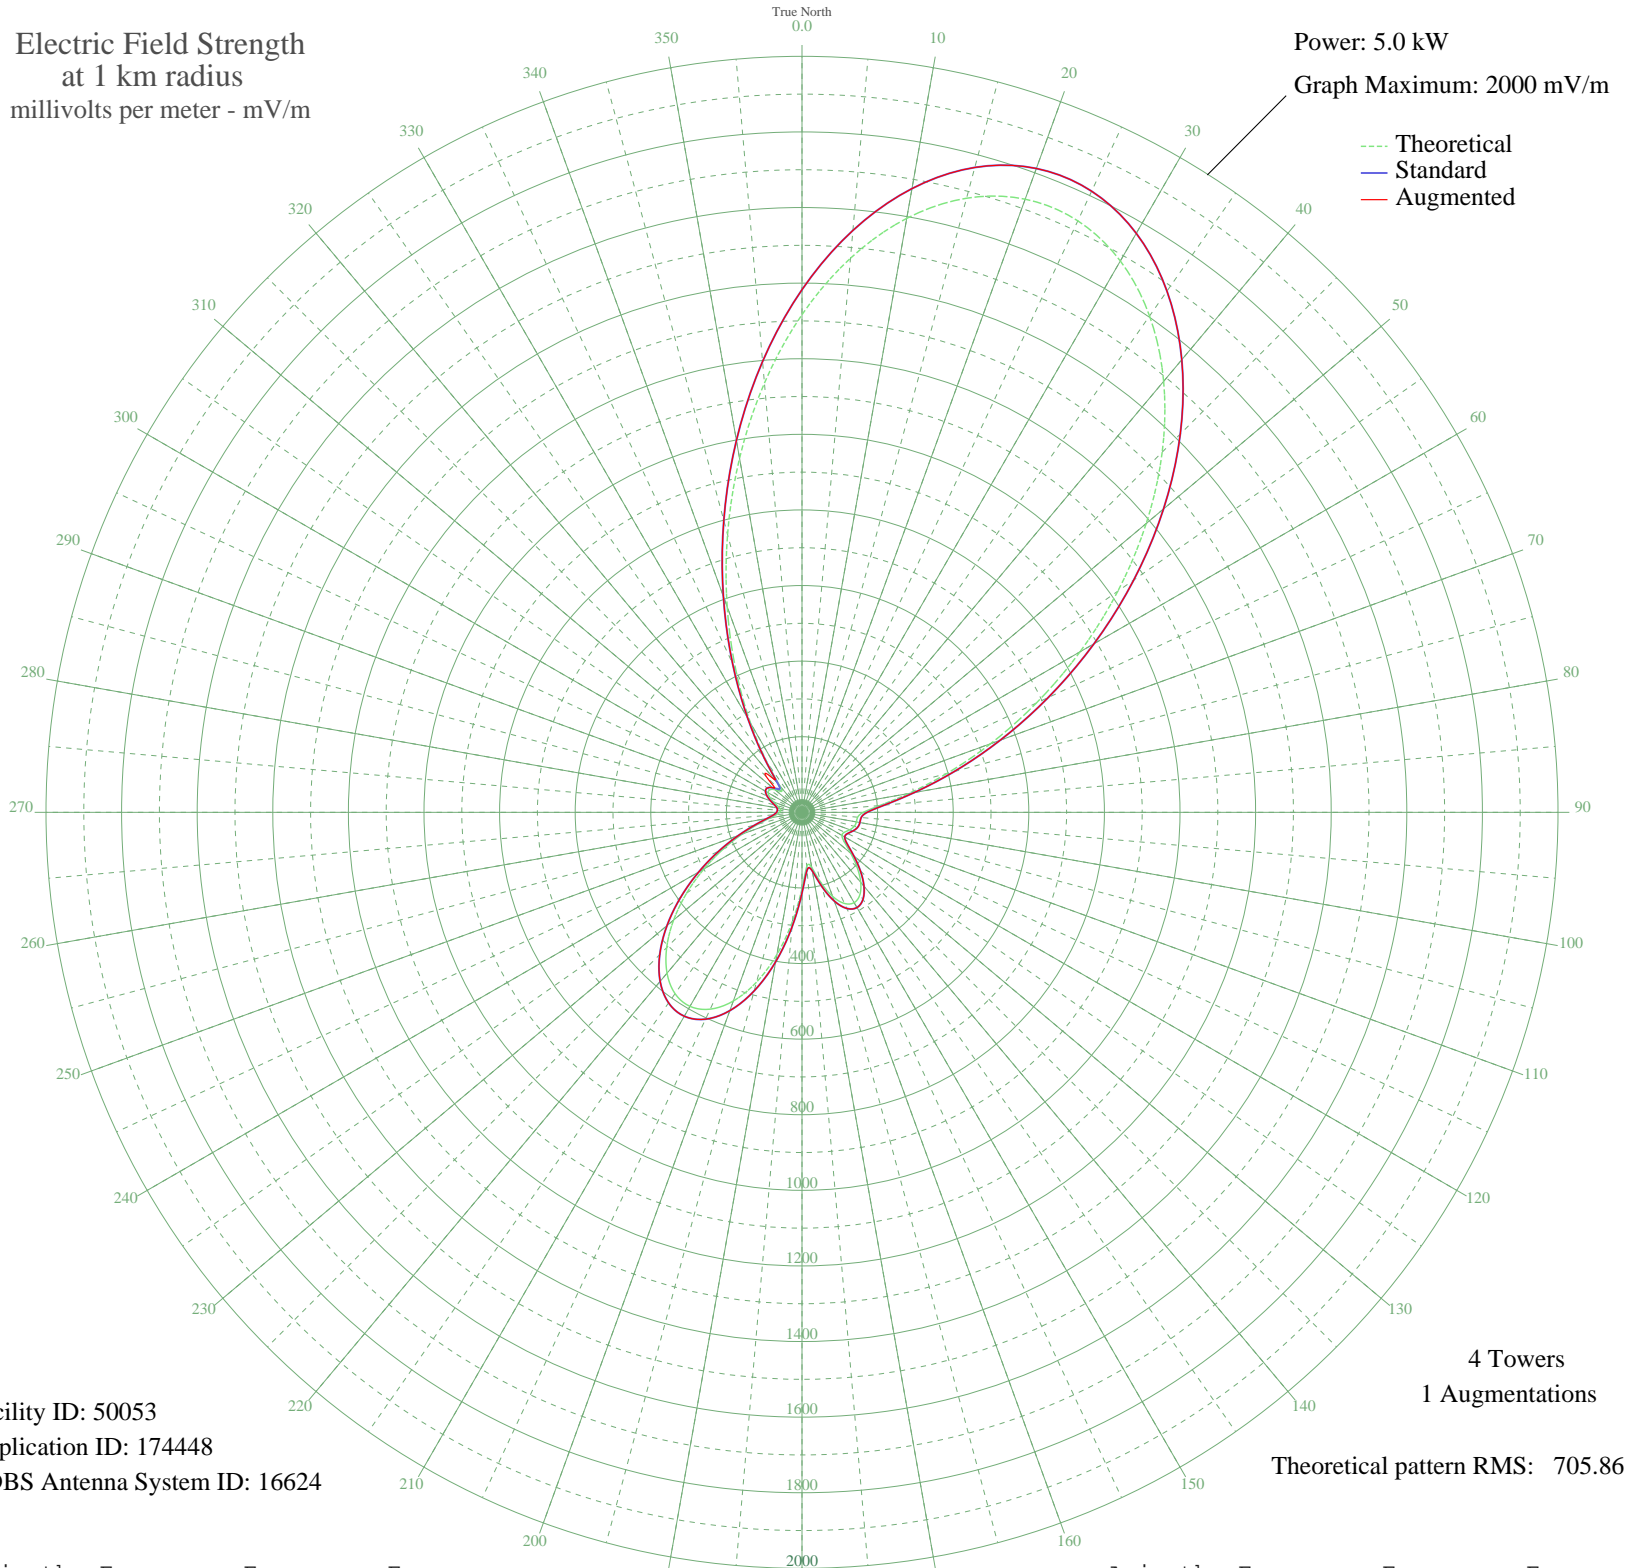 True North
0.0
Electric Field Strength
at 1 km radius
millivolts per meter - mV/m
Power: 5.0 kW
Graph Maximum: 2000 mV/m
Theoretical
Standard
Augmented
10
20
30
40
50
60
70
80
90
100
110
120
130
140
150
160
200
210
220
230
240
250
260
270
280
290
300
310
320
330
340
350
400
600
800
1000
1200
1400
1600
1800
2000
4 Towers
1 Augmentations
Theoretical pattern RMS: 705.86
cility ID: 50053
plication ID: 174448
DBS Antenna System ID: 16624